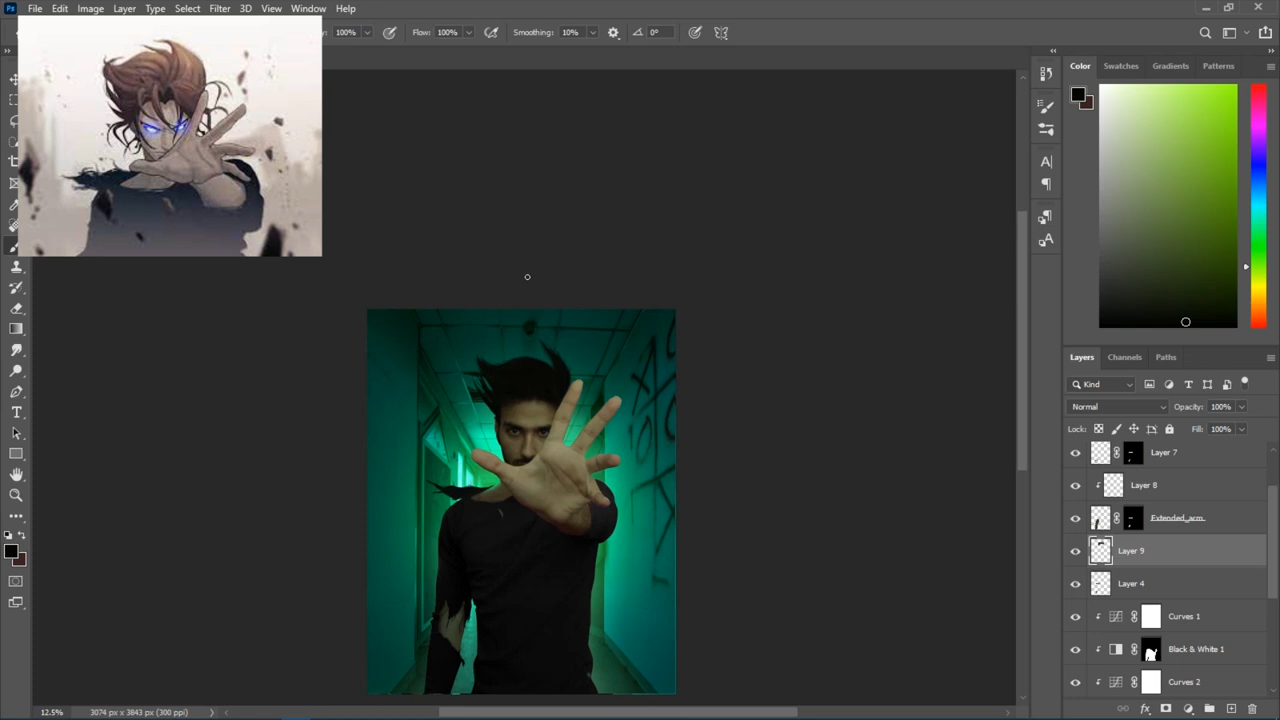 Ps File Edit Image Layer Type Select Filter 3D View Window Help
100% Flow: 100% Smoothing: 10% 0°
Color Swatches Gradients Patterns
Layers Channels Paths
Kind
Normal Opacity: 100%
Lock: Fill: 100%
Layer 7
Layer 8
Extended_arm
Layer 9
Layer 4
Curves 1
Black & White 1
Curves 2
12.5% 3074 px x 3843 px (300 ppi)